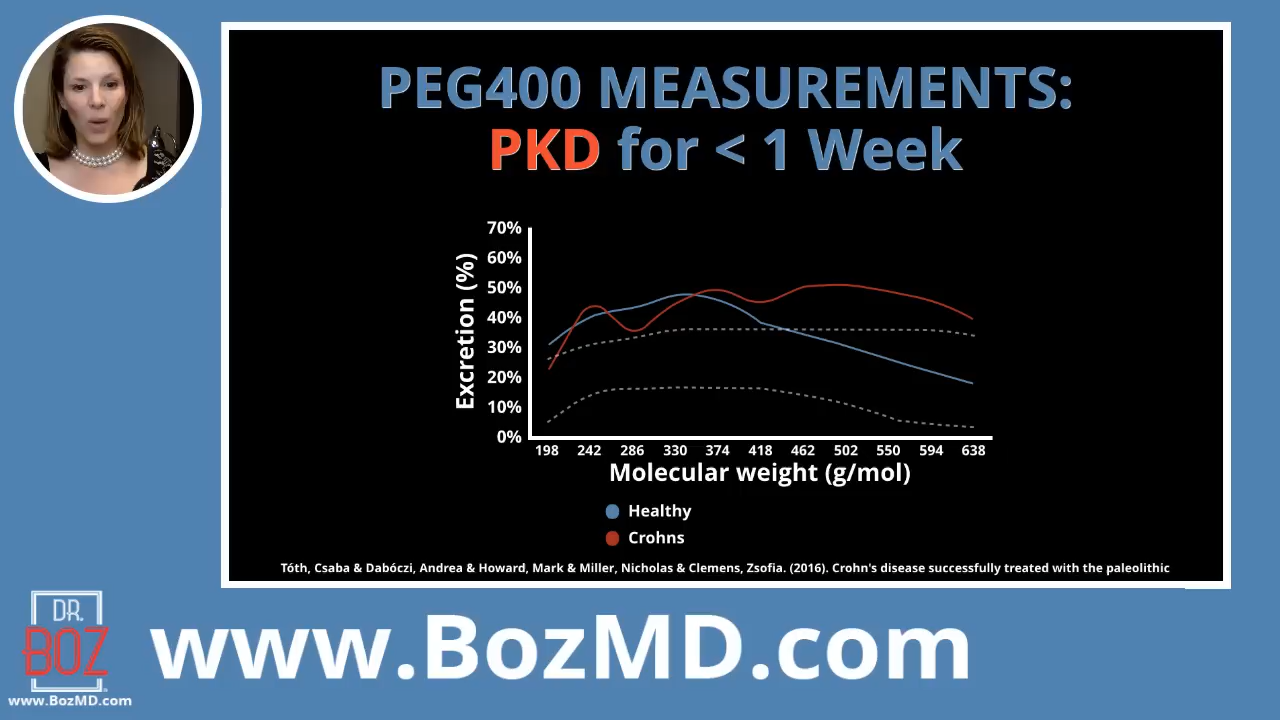 PEG400 MEASUREMENTS:
PKD for < 1 Week
70%
60%
50%
40%
30%
20%
10%
0%
Excretion (%)
198 242 286 330 374 418 462 502 550 594 638
Molecular weight (g/mol)
Healthy
Crohns
Tóth, Csaba & Dabóczi, Andrea & Howard, Mark & Miller, Nicholas & Clemens, Zsofia. (2016). Crohn's disease successfully treated with the paleolithic
DR.
BOZ
www.BozMD.com
www.BozMD.com